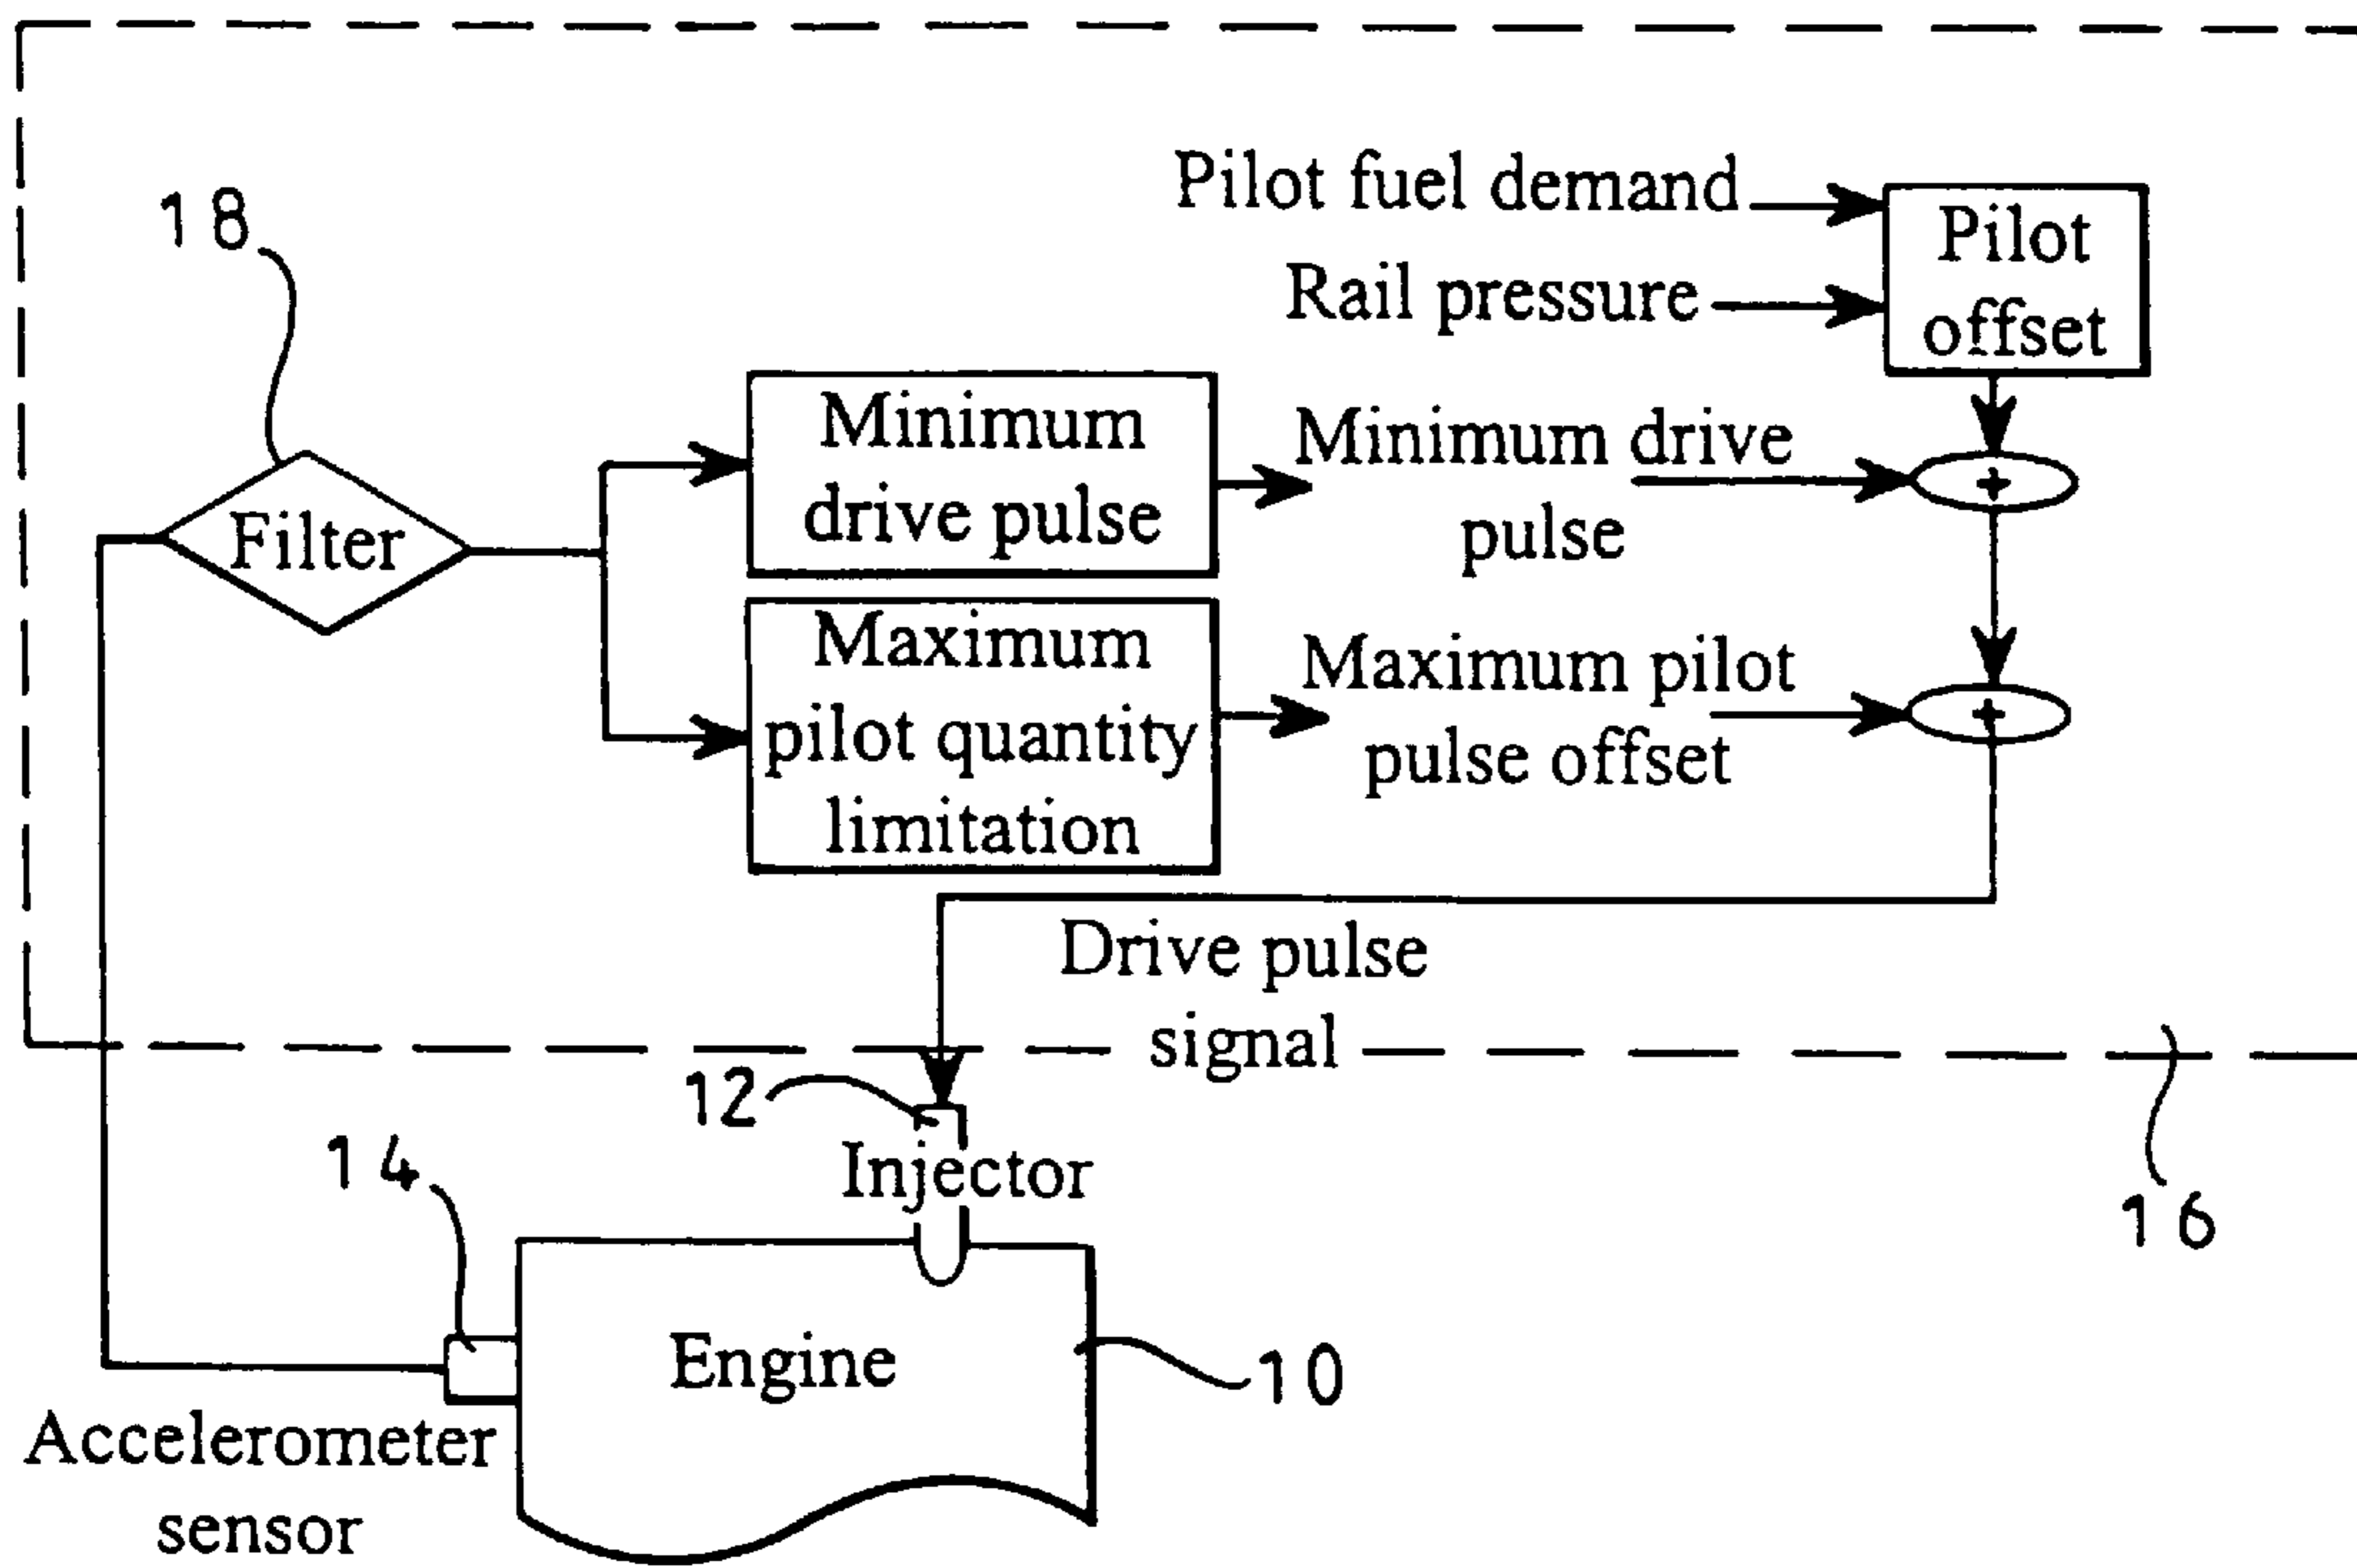 Pilot fuel demand
Rail pressure
Pilot
offset
18
Filter
Minimum
drive pulse
Minimum drive
pulse
+
Maximum
pilot quantity
limitation
Maximum pilot
pulse offset
+
Drive pulse
signal
12
Injector
14
16
Engine
10
Accelerometer
sensor